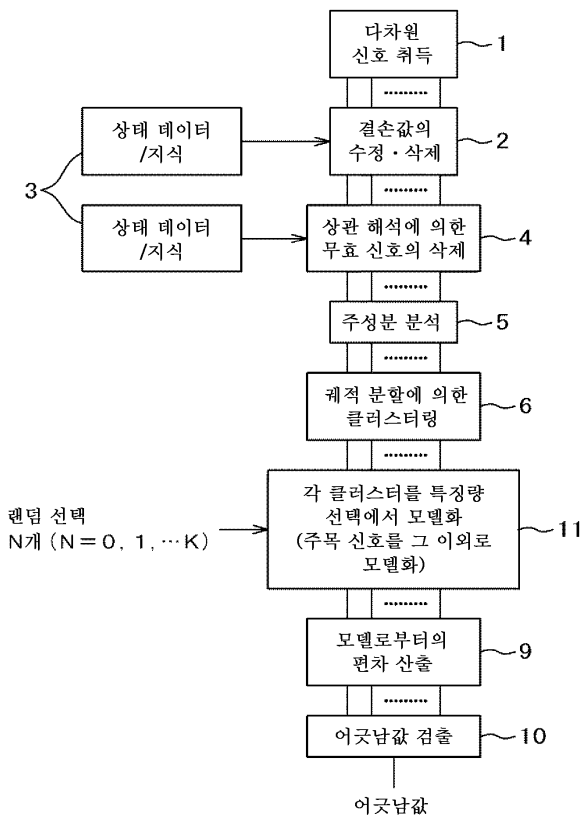 다차원
신호 취득
1
상태 테이터
/지식
결손값의
수정·삭제
2
3
상태 테이터
/지식
상관 해석에 의한
무효 신호의 삭제
4
주성분 분석
5
궤적 분할에 의한
클러스터링
6
랜덤 선택
N개 (N=0, 1, …K)
각 클러스터를 특징량
선택에서 모델화
(주목 신호를 그 이외로
모델화)
11
모델로부터의
편차 산출
9
어긋남값 검출
10
어긋남값